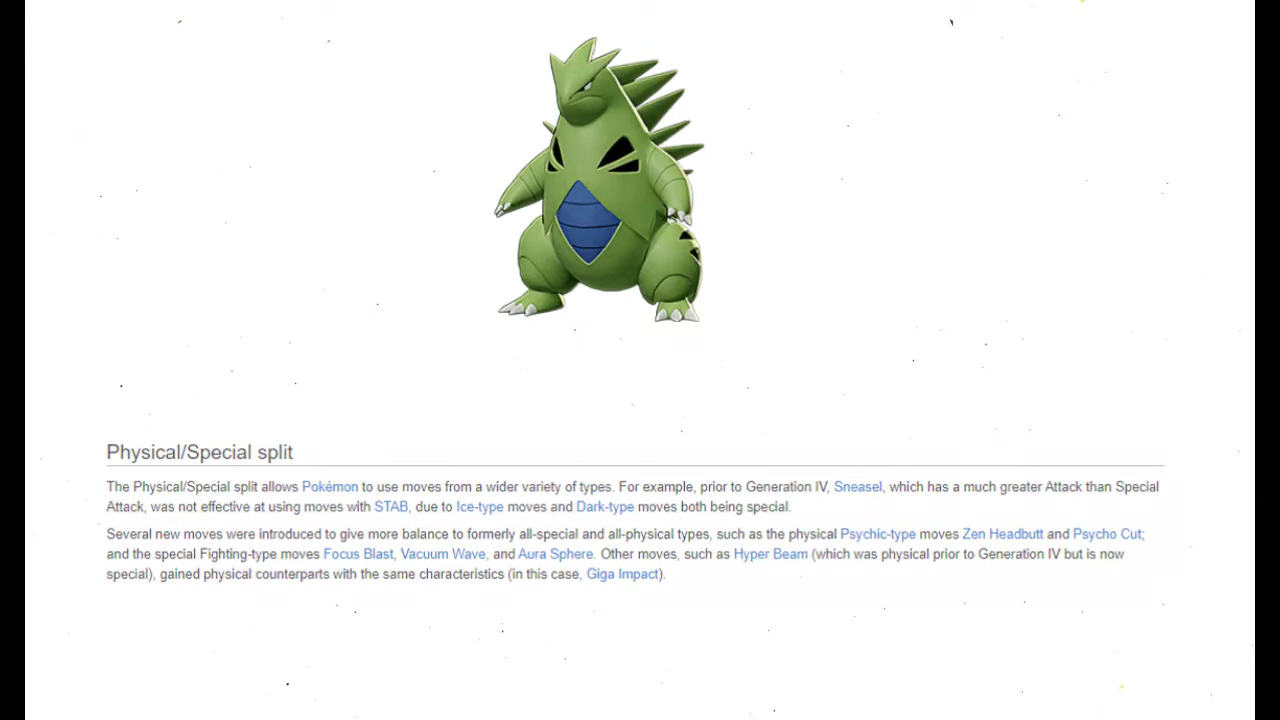 Physical/Special split
The Physical/Special split allows Pokémon to use moves from a wider variety of types. For example, prior to Generation IV, Sneasel, which has a much greater Attack than Special
Attack, was not effective at using moves with STAB, due to Ice-type moves and Dark-type moves both being special.
Several new moves were introduced to give more balance to formerly all-special and all-physical types, such as the physical Psychic-type moves Zen Headbutt and Psycho Cut;
and the special Fighting-type moves Focus Blast, Vacuum Wave, and Aura Sphere. Other moves, such as Hyper Beam (which was physical prior to Generation IV but is now
special), gained physical counterparts with the same characteristics (in this case, Giga Impact).